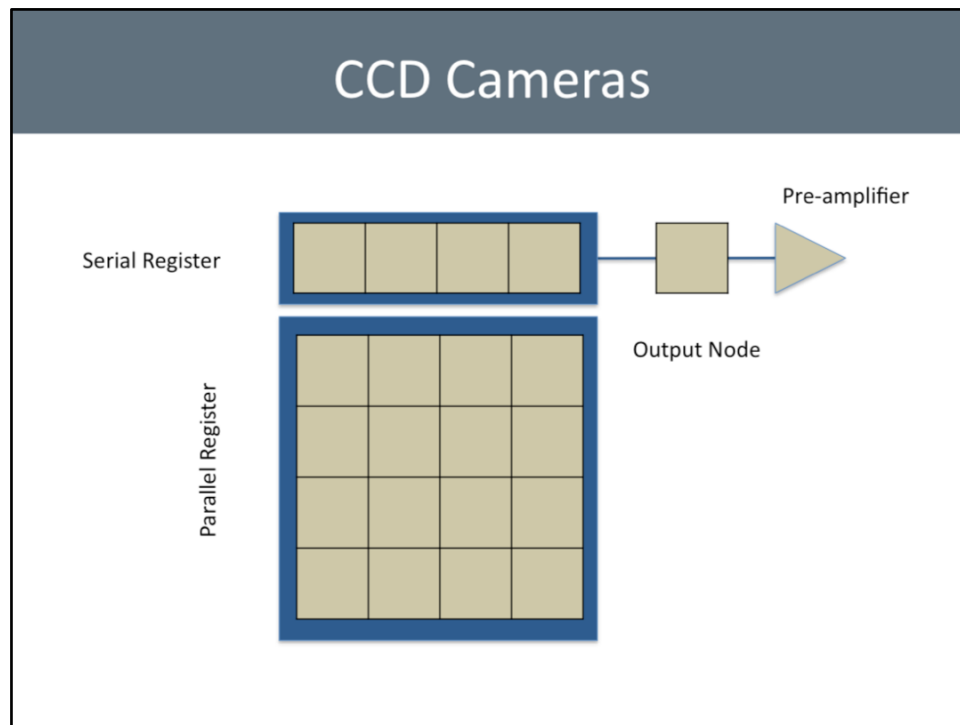 CCD Cameras
Pre-amplifier
Serial Register
Output Node
Parallel Register